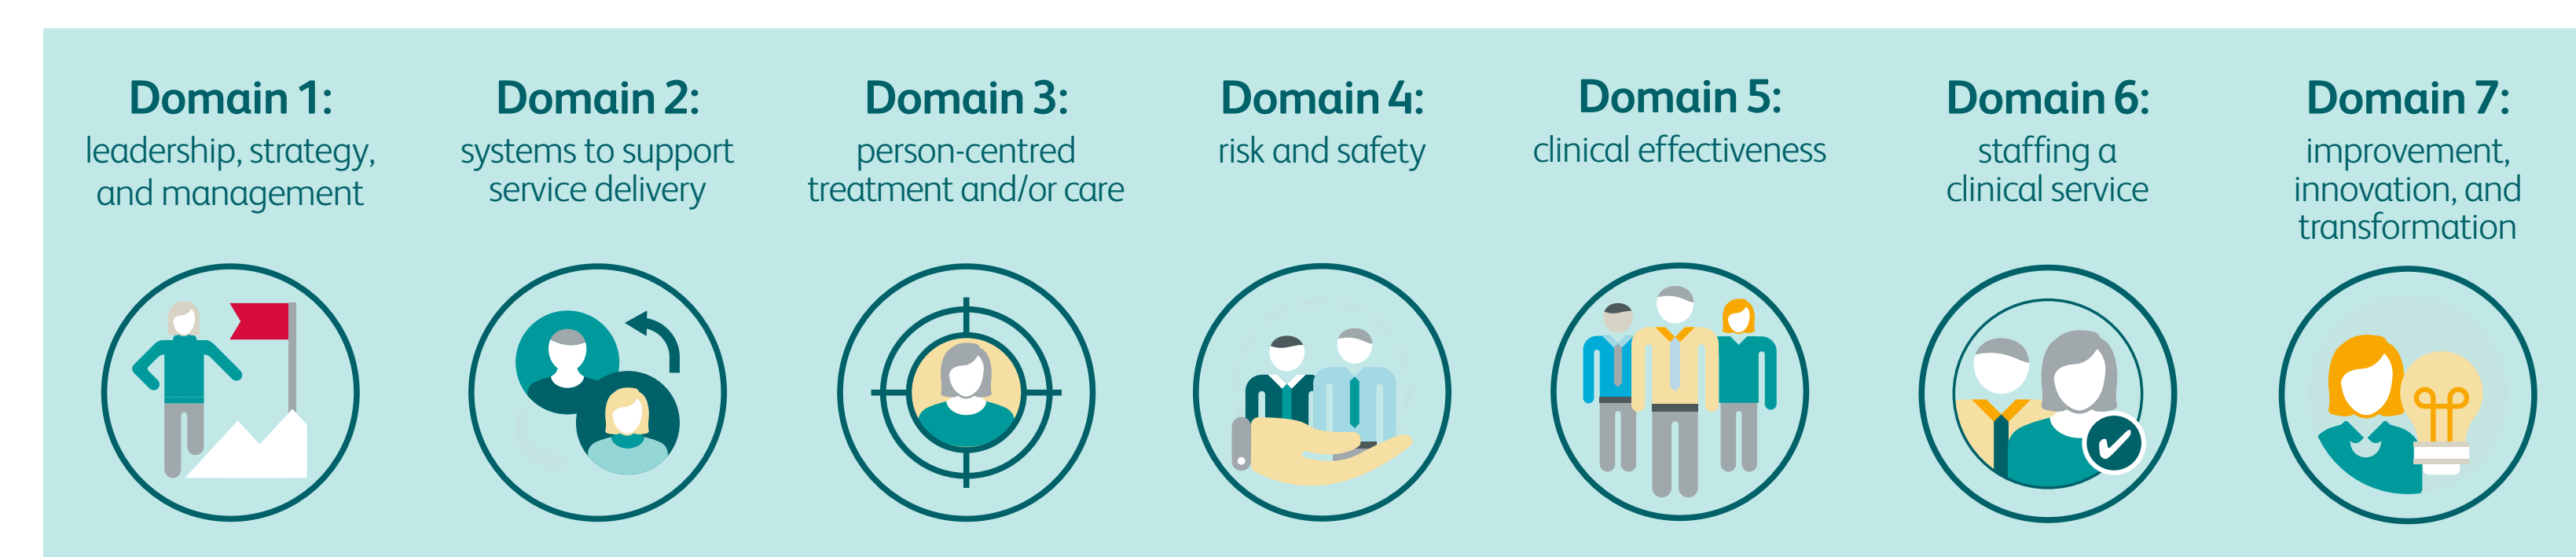 Domain 1:
leadership, strategy,
and management
Domain 2:
systems to support
service delivery
Domain 3:
person-centred
treatment and/or care
Domain 4:
risk and safety
Domain 5:
clinical effectiveness
Domain 6:
staffing a
clinical service
Domain 7:
improvement,
innovation, and
transformation